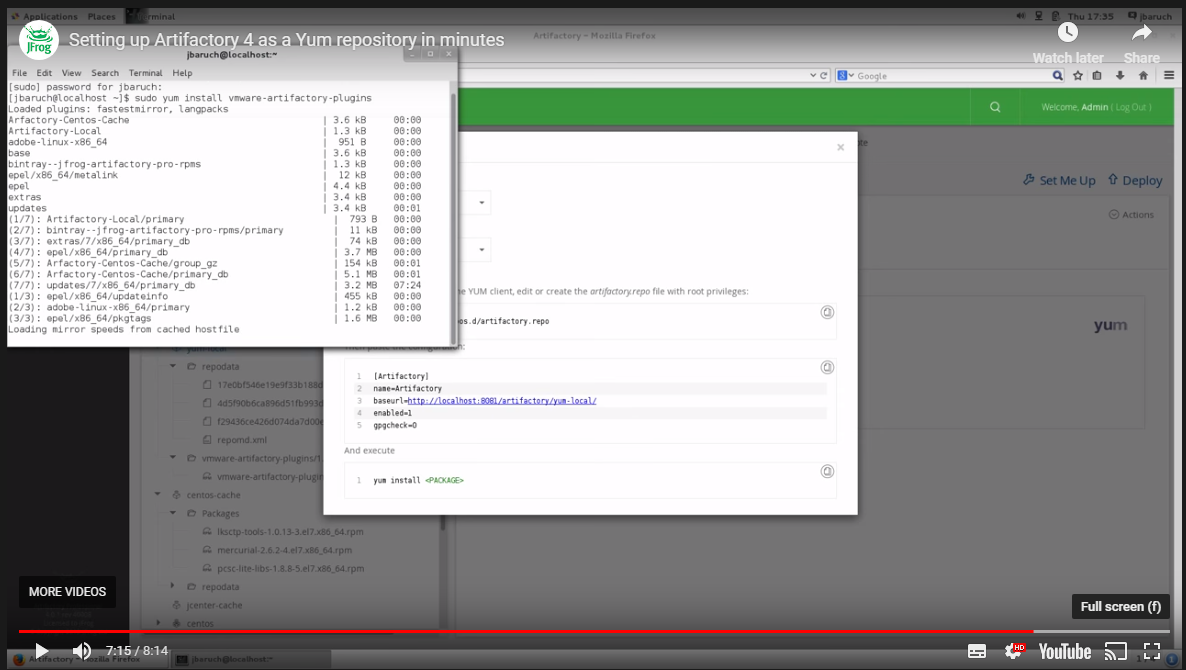 Applications Places Terminal Thu 17:35 jbaruch
JFrog
Setting up Artifactory 4 as a Yum repository in minutes
Artifactory – Mozilla Firefox
Watch later
Share
jbaruch@localhost:~
File Edit View Search Terminal Help
[sudo] password for jbaruch:
[jbaruch@localhost ~]$ sudo yum install vmware-artifactory-plugins
Loaded plugins: fastestmirror, langpacks
Arfactory-Centos-Cache | 3.6 kB 00:00
Artifactory-Local | 1.3 kB 00:00
adobe-linux-x86_64 | 951 B 00:00
base | 3.6 kB 00:00
bintray--jfrog-artifactory-pro-rpms | 1.3 kB 00:00
epel/x86_64/metalink | 12 kB 00:00
epel | 4.4 kB 00:00
extras | 3.4 kB 00:00
updates | 3.4 kB 00:01
(1/7): Artifactory-Local/primary | 793 B 00:00
(2/7): bintray--jfrog-artifactory-pro-rpms/primary | 11 kB 00:00
(3/7): extras/7/x86_64/primary_db | 74 kB 00:00
(4/7): epel/x86_64/primary_db | 3.7 MB 00:00
(5/7): Arfactory-Centos-Cache/group_gz | 154 kB 00:01
(6/7): Arfactory-Centos-Cache/primary_db | 5.1 MB 00:01
(7/7): updates/7/x86_64/primary_db | 3.2 MB 07:24
(1/3): epel/x86_64/updateinfo | 455 kB 00:00
(2/3): adobe-linux-x86_64/primary | 1.2 kB 00:00
(3/3): epel/x86_64/pkgtags | 1.6 MB 00:00
Loading mirror speeds from cached hostfile
Google
Welcome, Admin ( Log Out )
Set Me Up Deploy
Actions
yum
the YUM client, edit or create the artifactory.repo file with root privileges:
os.d/artifactory.repo
Then paste the configuration:
1 [Artifactory]
2 name=Artifactory
3 baseurl=http://localhost:8081/artifactory/yum-local/
4 enabled=1
5 gpgcheck=0
And execute
1 yum install <PACKAGE>
yum-local
repodata
17e0bf546e19e9f33b188d
4d5f90b6ca896d51fb993d
f29436ce426d074da7d00e
repomd.xml
vmware-artifactory-plugins/1.
vmware-artifactory-plugin
centos-cache
Packages
lksctp-tools-1.0.13-3.el7.x86_64.rpm
mercurial-2.6.2-4.el7.x86_64.rpm
pcsc-lite-libs-1.8.8-5.el7.x86_64.rpm
repodata
jcenter-cache
centos
MORE VIDEOS
Full screen (f)
7:15 / 8:14
HD
YouTube
Artifactory – Mozilla Firefox
jbaruch@localhost:~